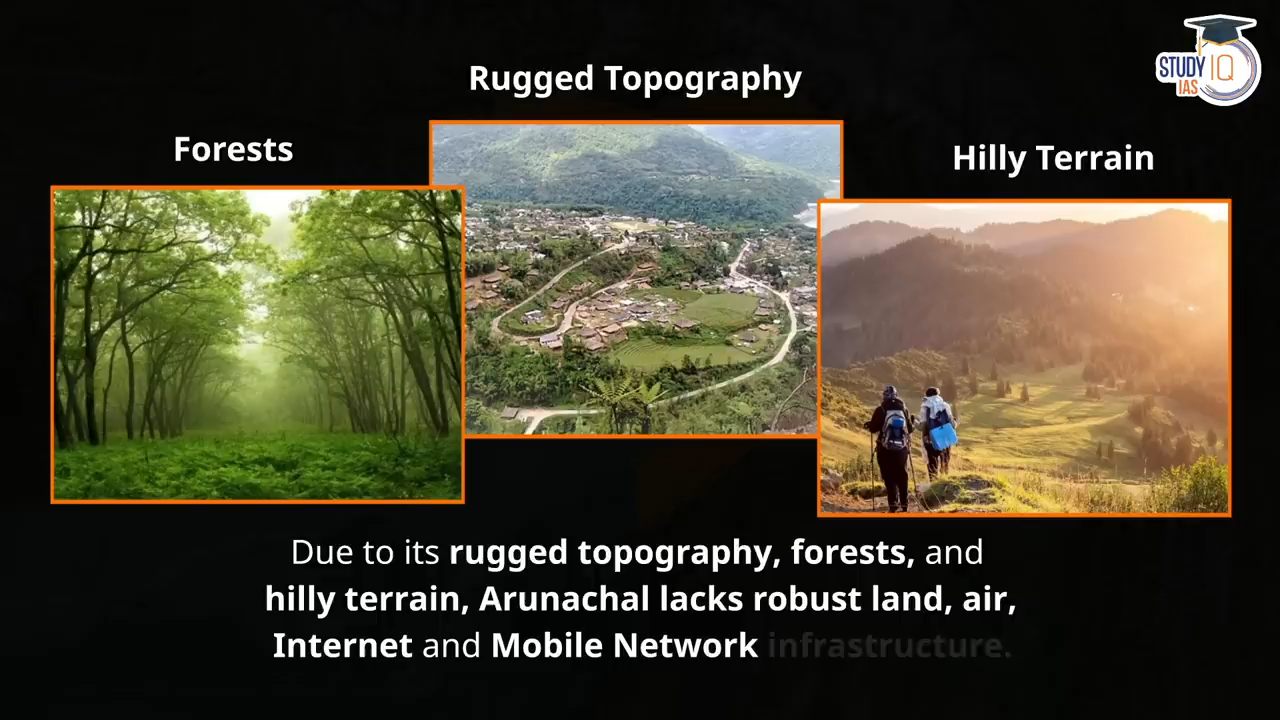 STUDY IQ
IAS
Rugged Topography
Forests
Hilly Terrain
Due to its rugged topography, forests, and
hilly terrain, Arunachal lacks robust land, air,
Internet and Mobile Network infrastructure.